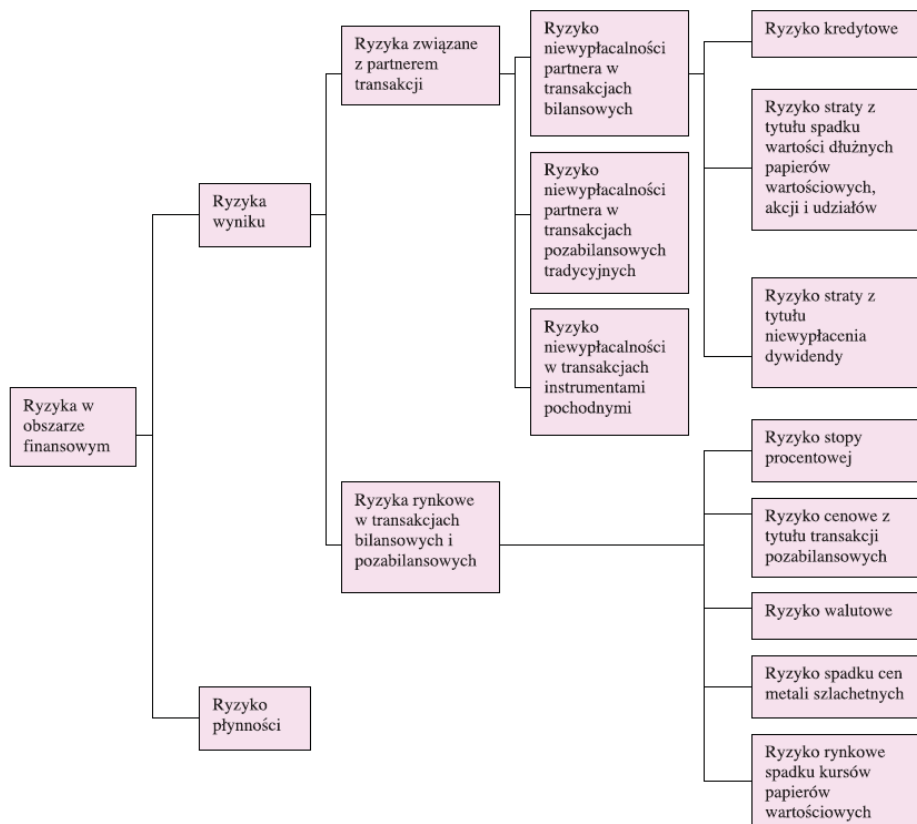 Ryzyka w
obszarze
finansowym
Ryzyka
wyniku
Ryzyko
płynności
Ryzyka związane
z partnerem
transakcji
Ryzyka rynkowe
w transakcjach
bilansowych i
pozabilansowych
Ryzyko
niewypłacalności
partnera w
transakcjach
bilansowych
Ryzyko
niewypłacalności
partnera w
transakcjach
pozabilansowych
tradycyjnych
Ryzyko
niewypłacalności
w transakcjach
instrumentami
pochodnymi
Ryzyko kredytowe
Ryzyko straty z
tytułu spadku
wartości dłużnych
papierów
wartościowych,
akcji i udziałów
Ryzyko straty z
tytułu
niewypłacenia
dywidendy
Ryzyko stopy
procentowej
Ryzyko cenowe z
tytułu transakcji
pozabilansowych
Ryzyko walutowe
Ryzyko spadku cen
metali szlachetnych
Ryzyko rynkowe
spadku kursów
papierów
wartościowych